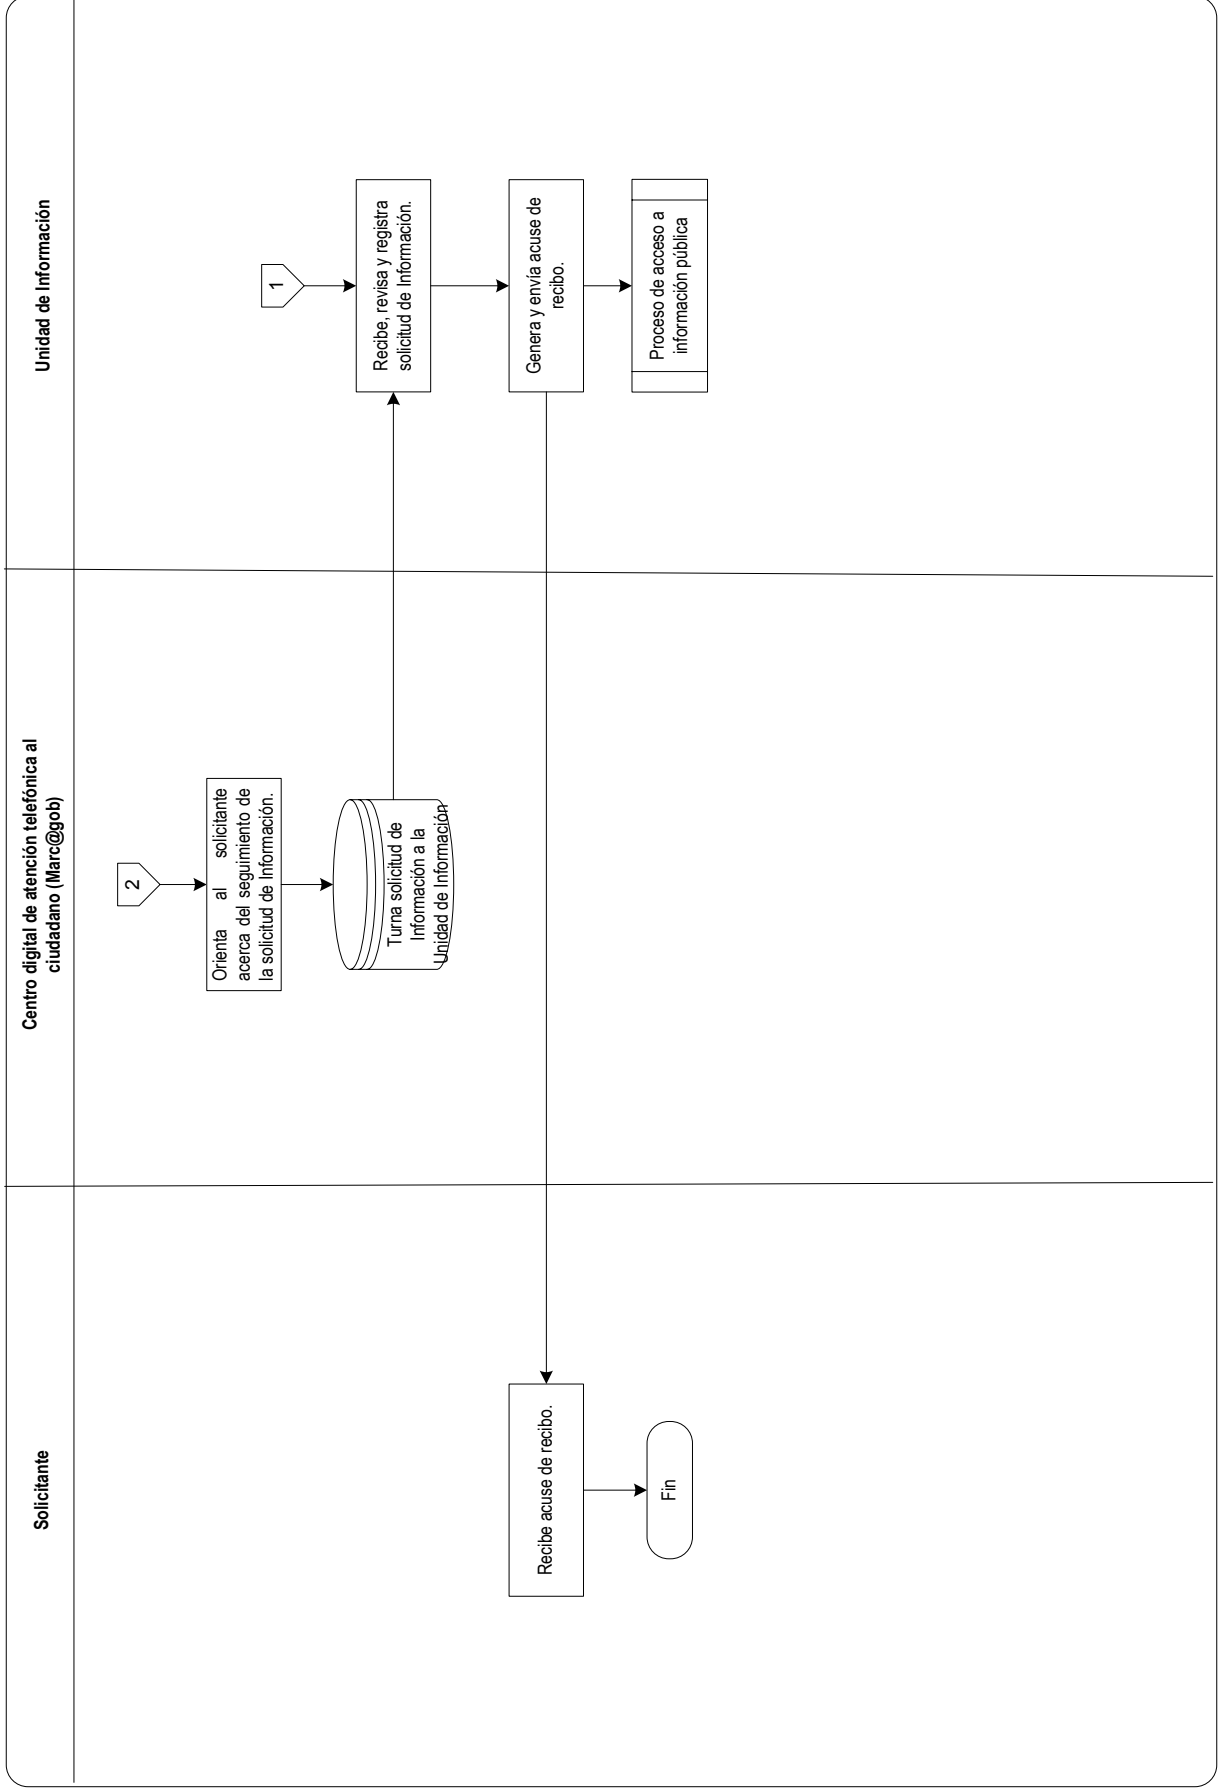 Solicitante
Centro digital de atención telefónica al
ciudadano (Marc@gob)
Unidad de Información
2
Orienta al solicitante
acerca del seguimiento de
la solicitud de Información.
Turna solicitud de
Información a la
Unidad de Información
1
Recibe, revisa y registra
solicitud de Información.
Genera y envía acuse de
recibo.
Proceso de acceso a
información pública
Recibe acuse de recibo.
Fin